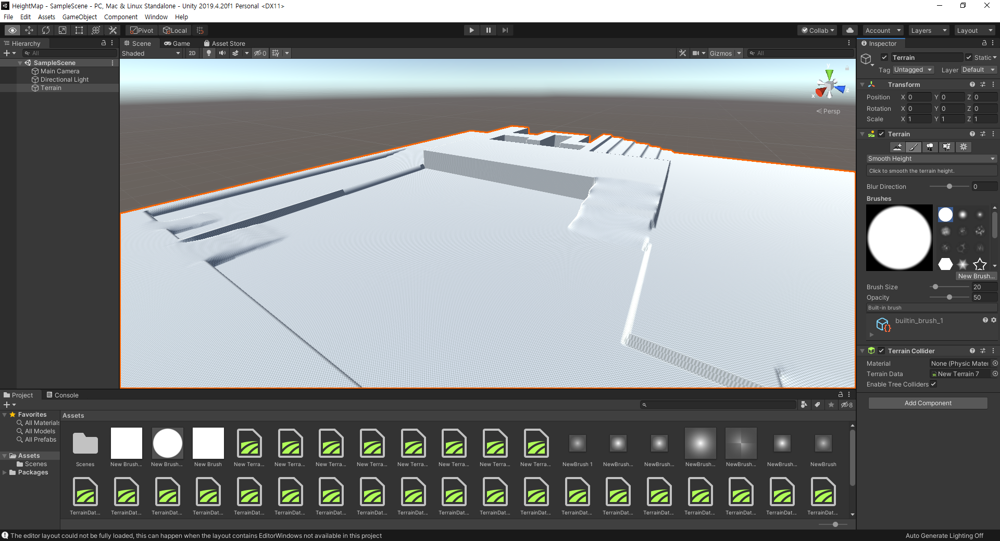 HeightMap - SampleScene - PC, Mac & Linux Standalone - Unity 2019.4.20f1 Personal <DX11>
File Edit Assets GameObject Component Window Help
Pivot Local Collab Account Layers Layout
Hierarchy
All
SampleScene
Main Camera
Directional Light
Terrain
Scene Game Asset Store
Shaded 2D 0 Gizmos All
y
x
z
Persp
Inspector
Terrain Static
Tag Untagged Layer Default
Transform
Position X 0 Y 0 Z 0
Rotation X 0 Y 0 Z 0
Scale X 1 Y 1 Z 1
Terrain
Smooth Height
Click to smooth the terrain height.
Blur Direction 0
Brushes
New Brush...
Brush Size 20
Opacity 50
Built-in brush
builtin_brush_1
Terrain Collider
Material None (Physic Mater
Terrain Data New Terrain 7
Enable Tree Colliders
Add Component
Project Console
8
Favorites
All Materials
All Models
All Prefabs
Assets
Scenes
Packages
Assets
Scenes New Brush... New Brush... New Brush New Terra... New Terra... New Terra... New Terra... New Terra... New Terra... New Terra... New Terra... NewBrush 1 NewBrush... NewBrush... NewBrush... NewBrush... NewBrush... NewBrush
TerrainDat... TerrainDat... TerrainDat... TerrainDat... TerrainDat... TerrainDat... TerrainDat... TerrainDat... TerrainDat... TerrainDat... TerrainDat... TerrainDat... TerrainDat... TerrainDat... TerrainDat... TerrainDat... TerrainDat... TerrainDat... TerrainDat...
The editor layout could not be fully loaded, this can happen when the layout contains EditorWindows not available in this project
Auto Generate Lighting Off